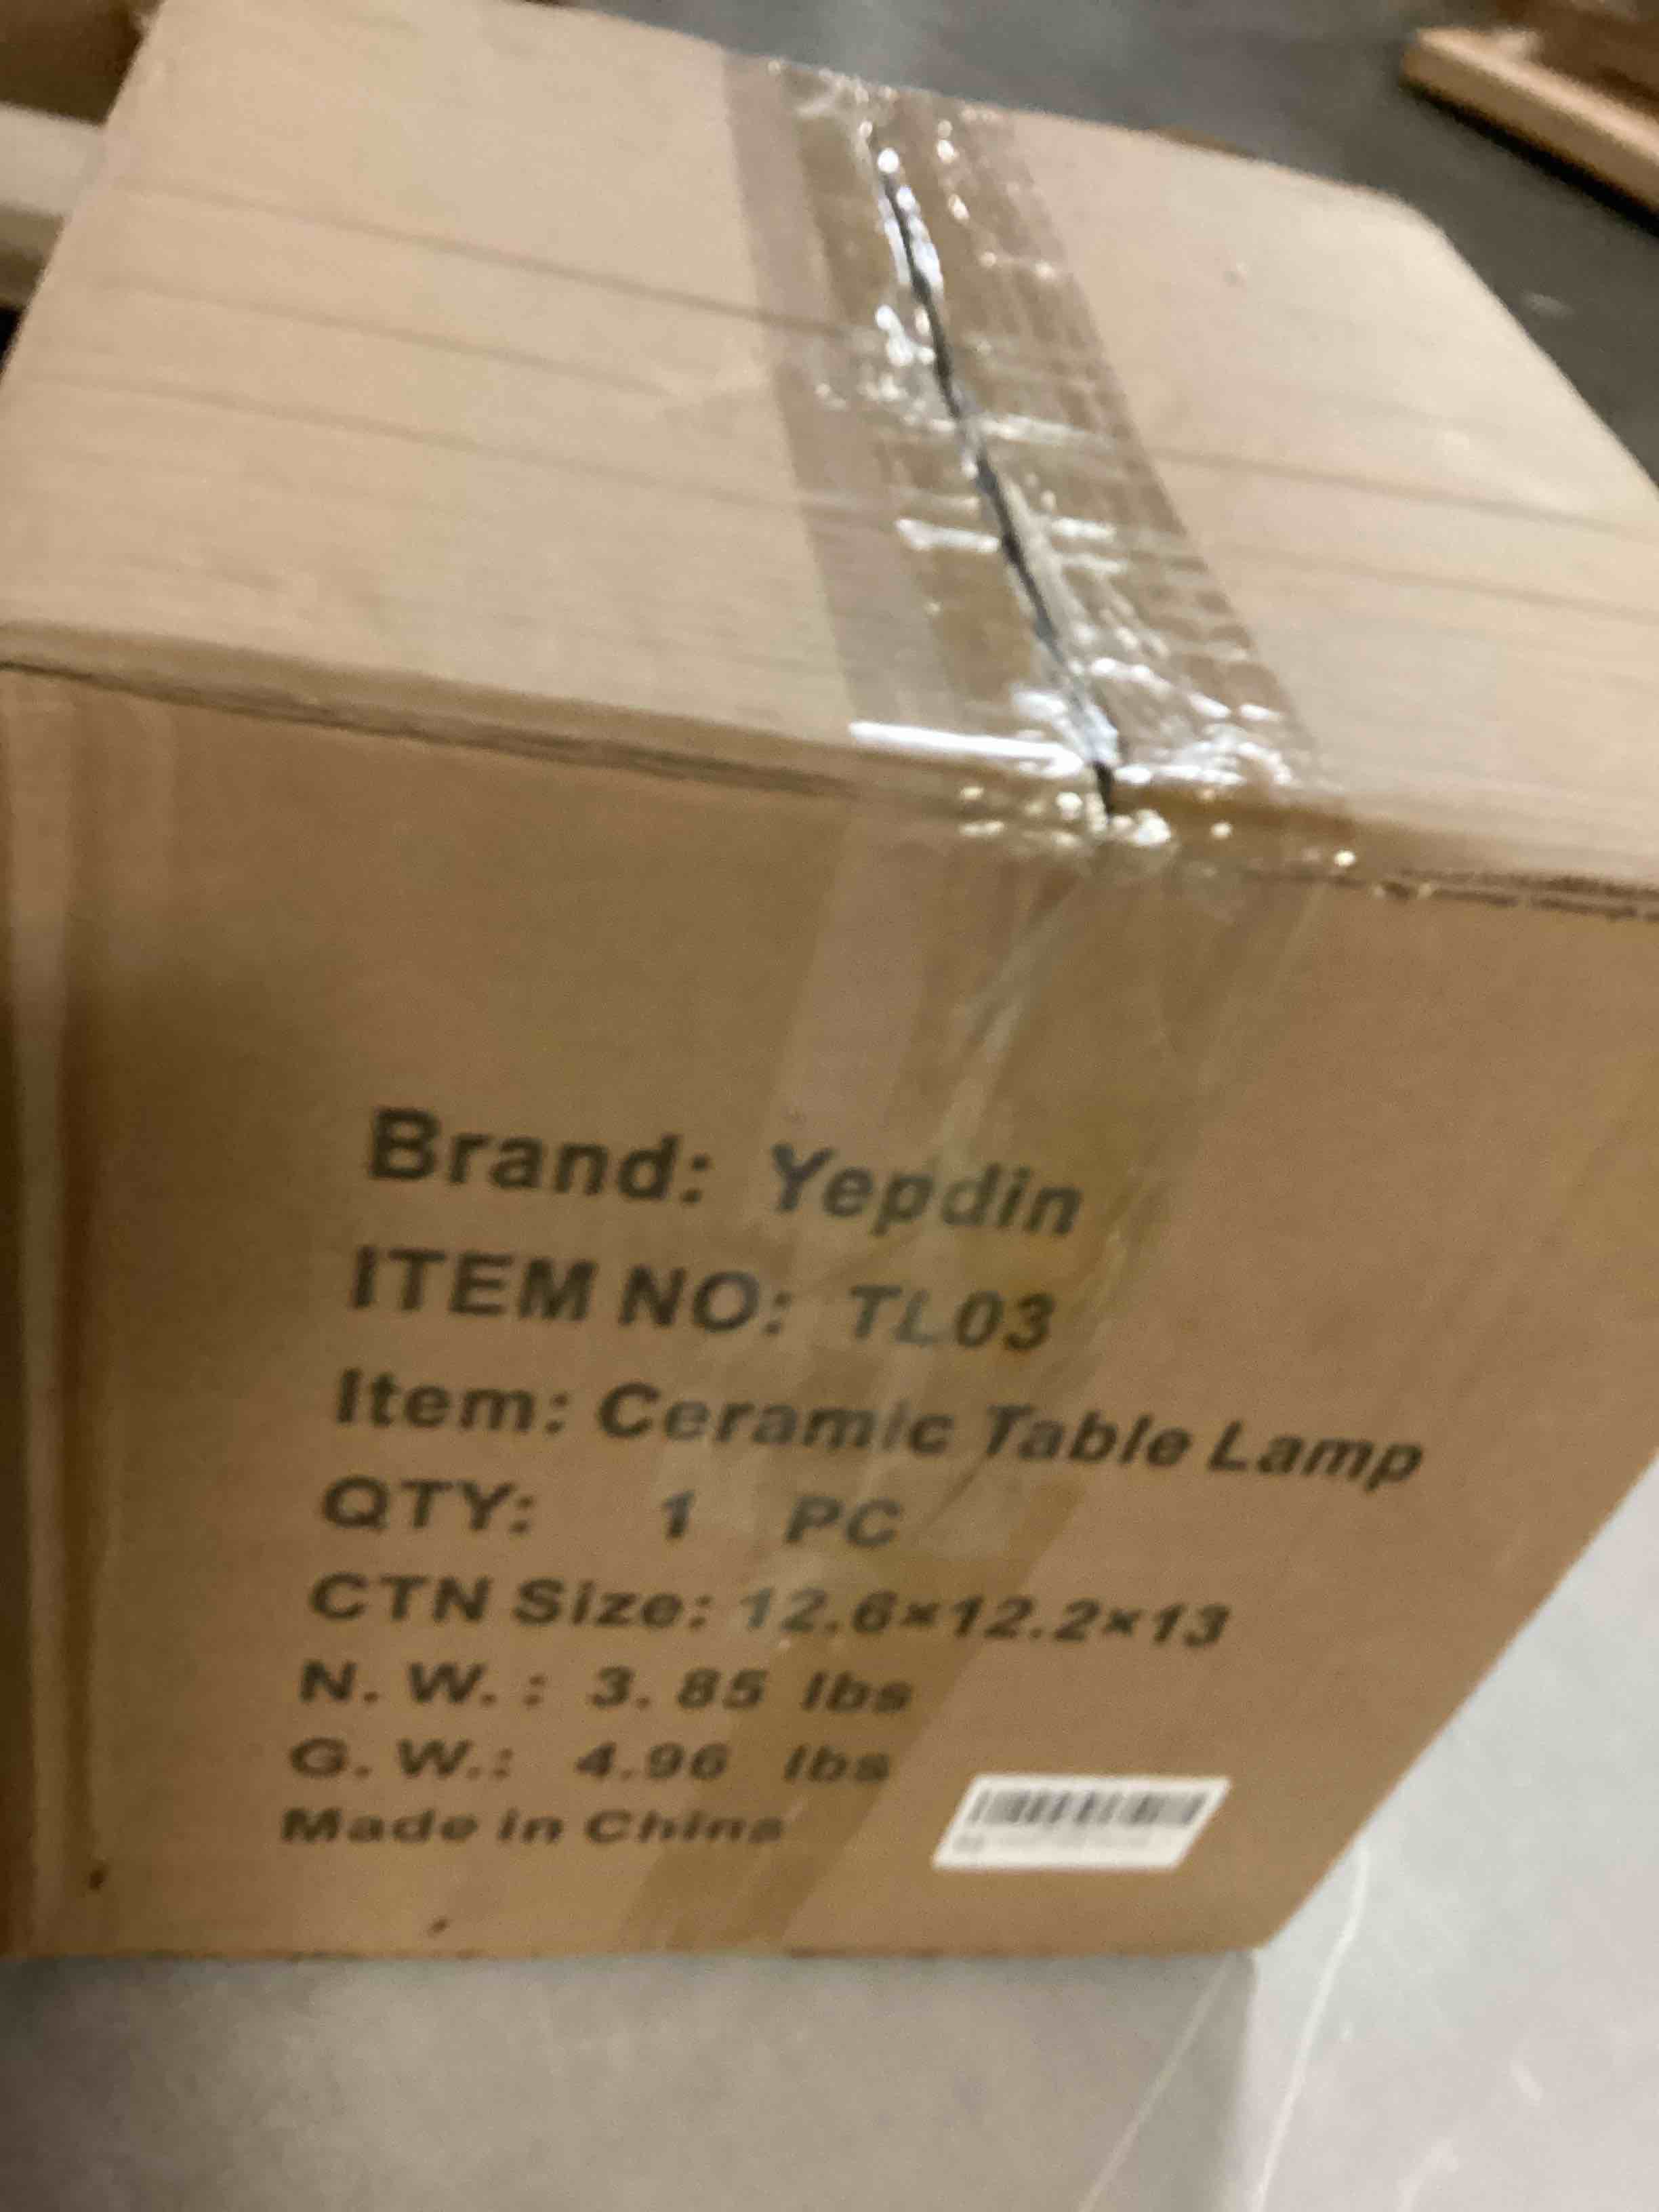 Brand: Yepdin
ITEM NO: TL03
Item: Ceramic Table Lamp
QTY: 1 PC
CTN Size: 12.6×12.2×13
N. W. : 3. 85 lbs
G. W.: 4.96 lbs
Made in China